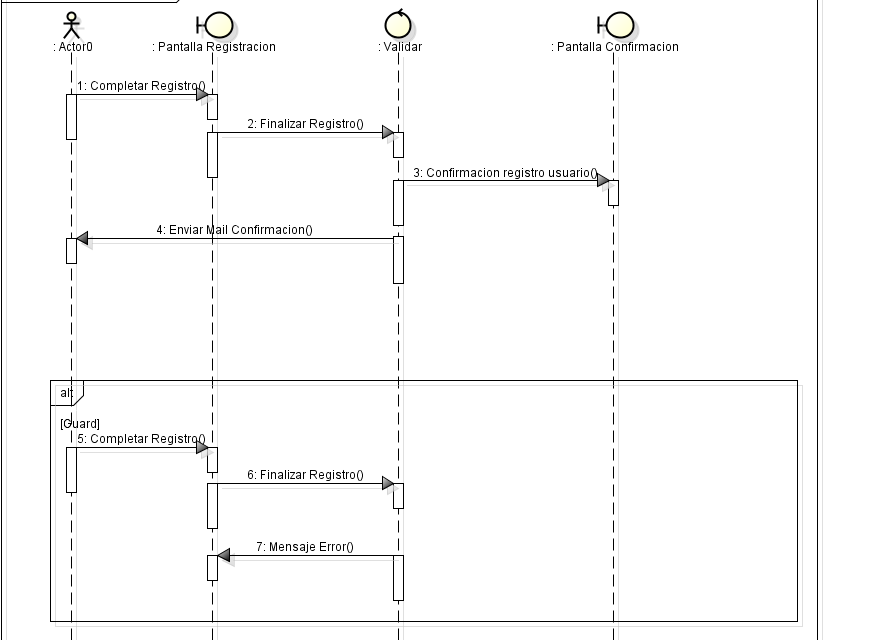 : Actor0
: Pantalla Registracion
: Validar
: Pantalla Confirmacion
1: Completar Registro()
2: Finalizar Registro()
3: Confirmacion registro usuario()
4: Enviar Mail Confirmacion()
alt
[Guard]
5: Completar Registro()
6: Finalizar Registro()
7: Mensaje Error()